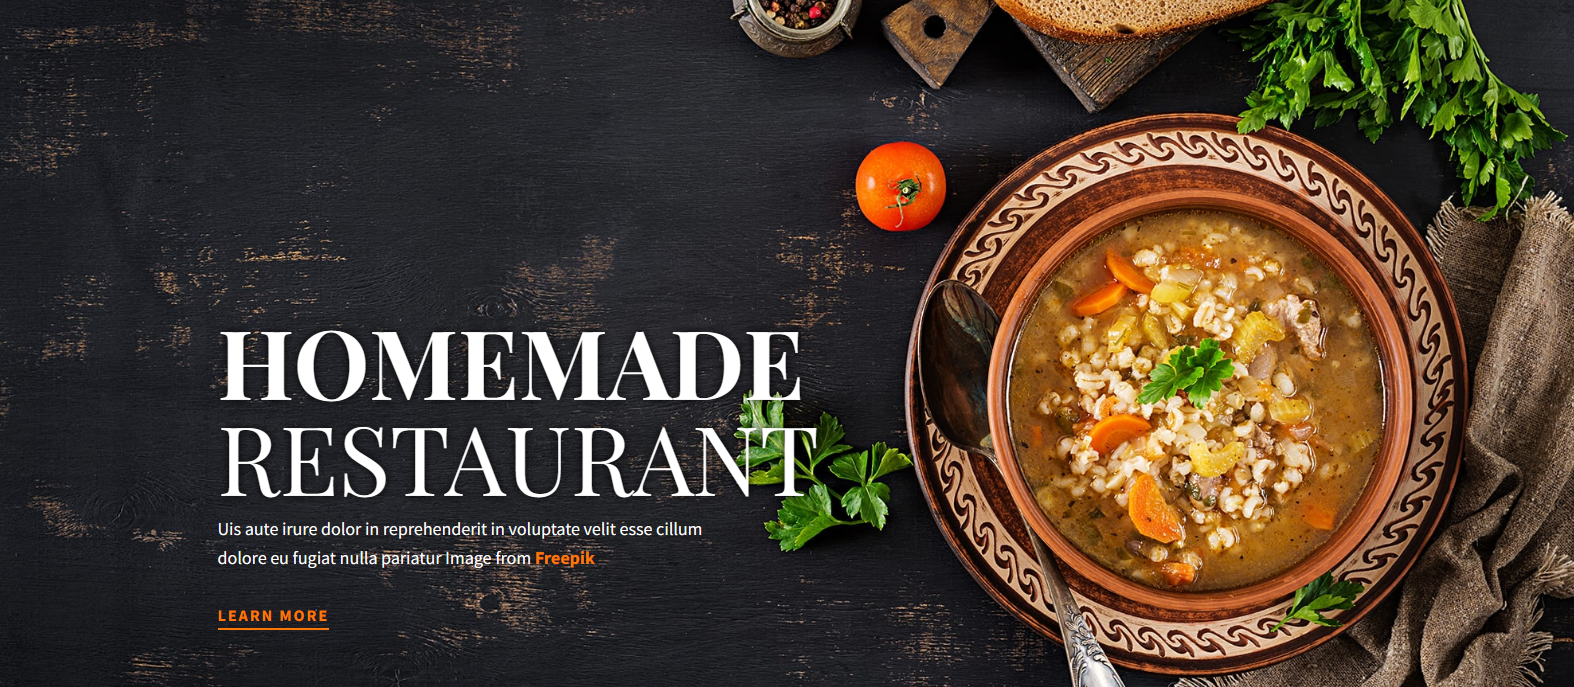 HOMEMADE
RESTAURANT
Uis aute irure dolor in reprehenderit in voluptate velit esse cillum
dolore eu fugiat nulla pariatur Image from Freepik
LEARN MORE